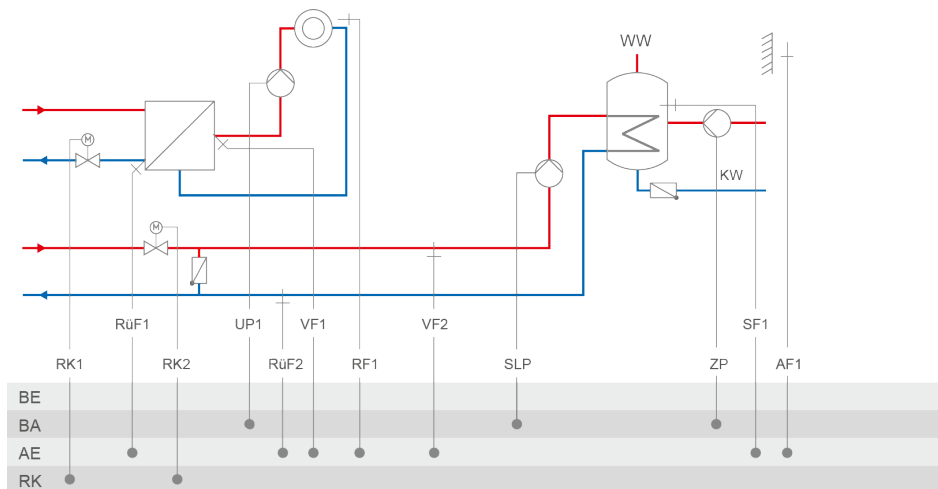 WW
M
KW
M
RüF1 UP1 VF1 VF2 SF1
RK1 RK2 RüF2 RF1 SLP ZP AF1
BE
BA
AE
RK